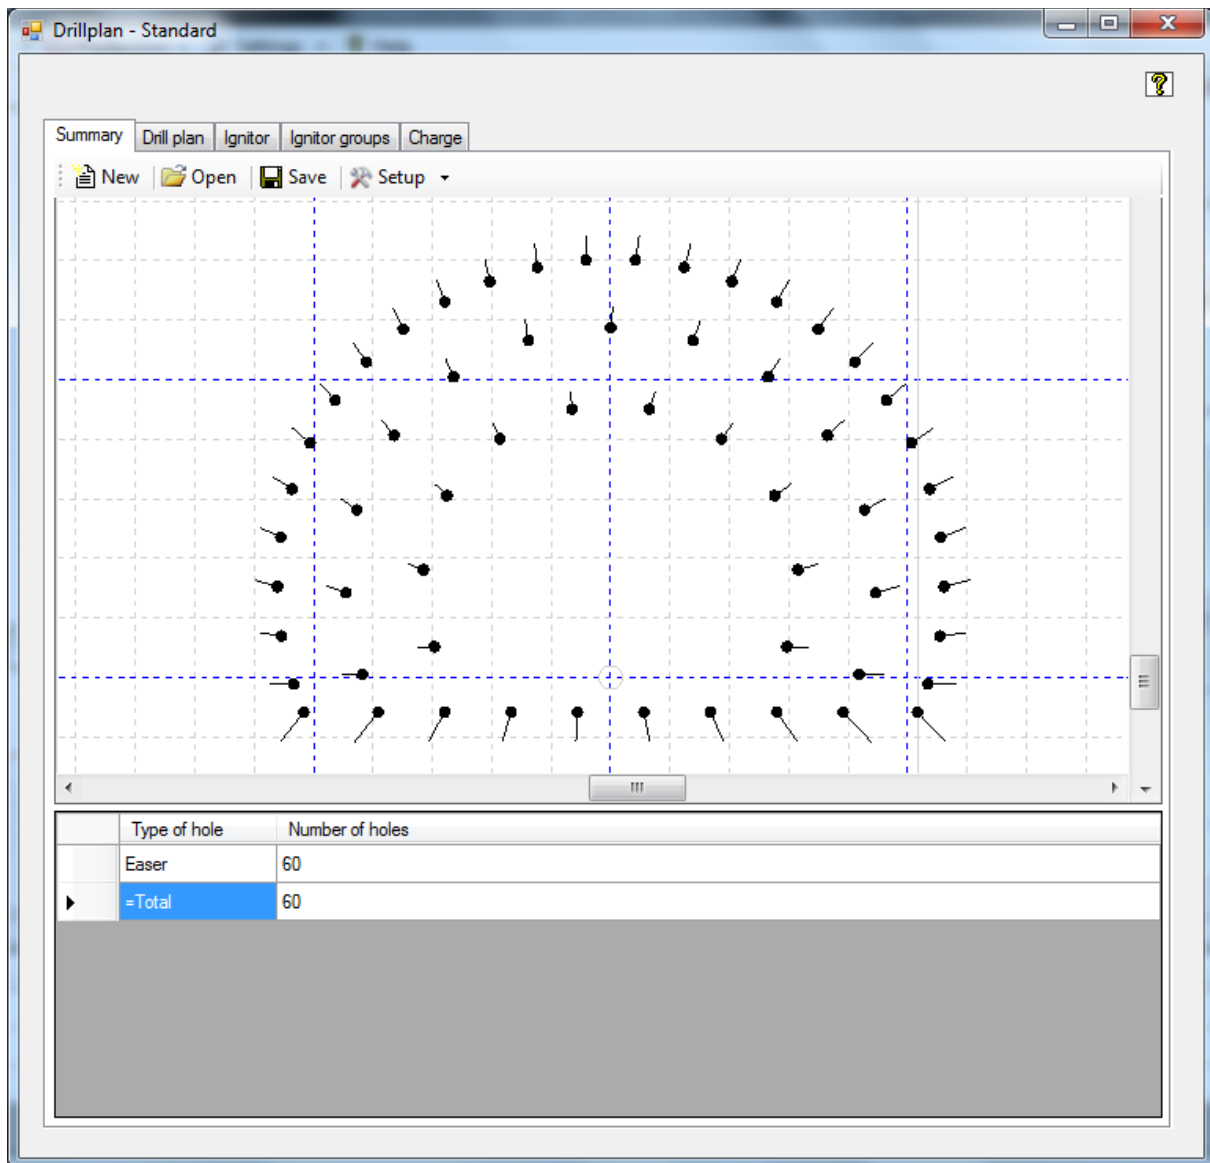 Drillplan - Standard
Summary Drill plan Ignitor Ignitor groups Charge
New Open Save Setup
Type of hole Number of holes
Easer 60
=Total 60